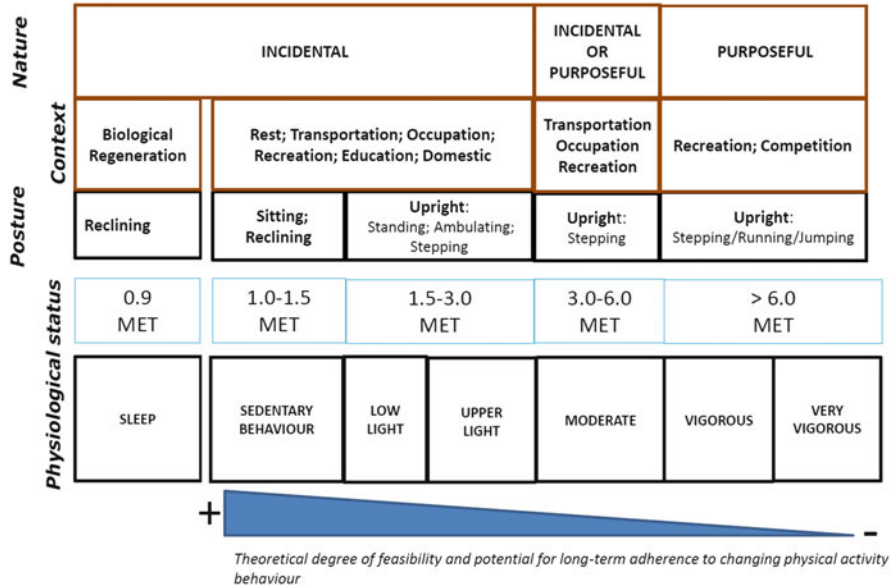 Nature
INCIDENTAL
INCIDENTAL
OR
PURPOSEFUL
PURPOSEFUL
Context
Biological
Regeneration
Rest; Transportation; Occupation;
Recreation; Education; Domestic
Transportation
Occupation
Recreation
Recreation; Competition
Posture
Reclining
Sitting;
Reclining
Upright:
Standing; Ambulating;
Stepping
Upright:
Stepping
Upright:
Stepping/Running/Jumping
Physiological status
0.9
MET
1.0-1.5
MET
1.5-3.0
MET
3.0-6.0
MET
> 6.0
MET
SLEEP
SEDENTARY
BEHAVIOUR
LOW
LIGHT
UPPER
LIGHT
MODERATE
VIGOROUS
VERY
VIGOROUS
+
-
Theoretical degree of feasibility and potential for long-term adherence to changing physical activity
behaviour